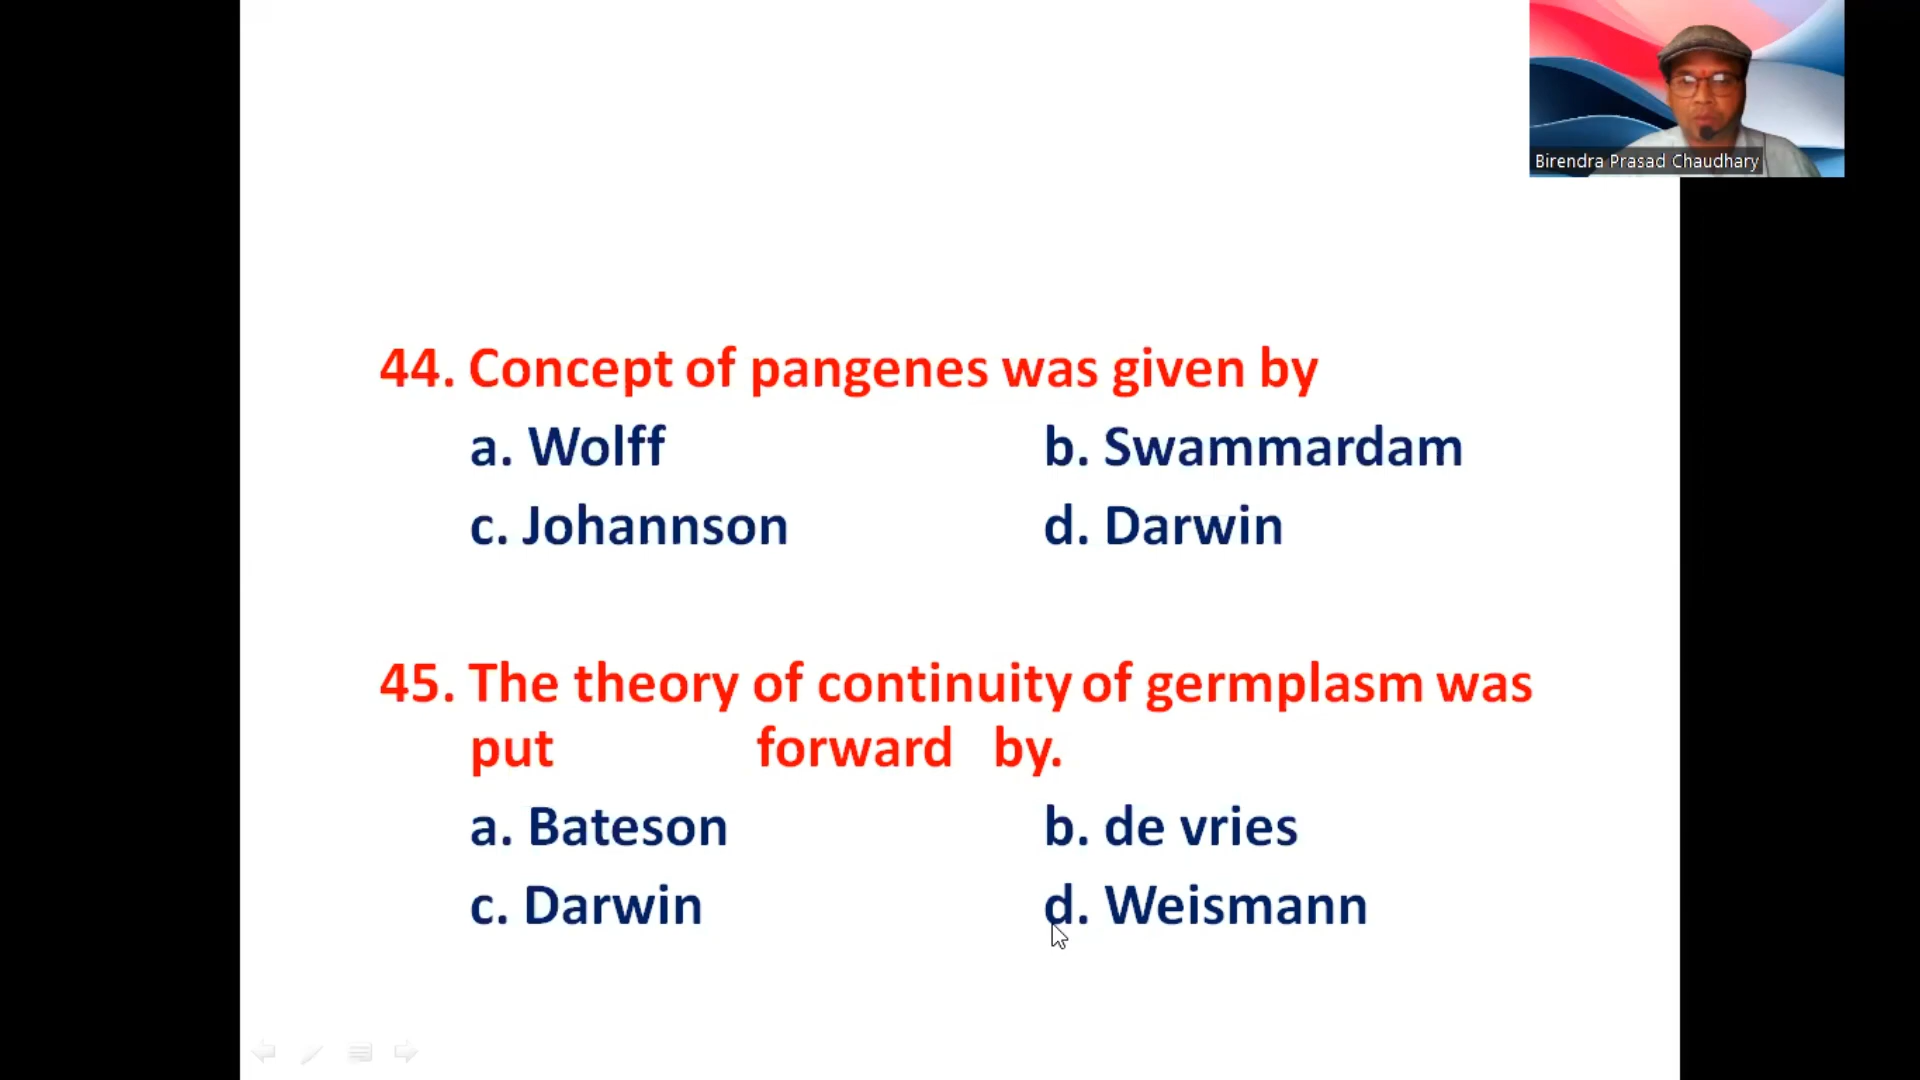 Birendra Prasad Chaudhary
44. Concept of pangenes was given by
a. Wolff b. Swammardam
c. Johannson d. Darwin
45. The theory of continuity of germplasm was
put forward by.
a. Bateson b. de vries
c. Darwin d. Weismann